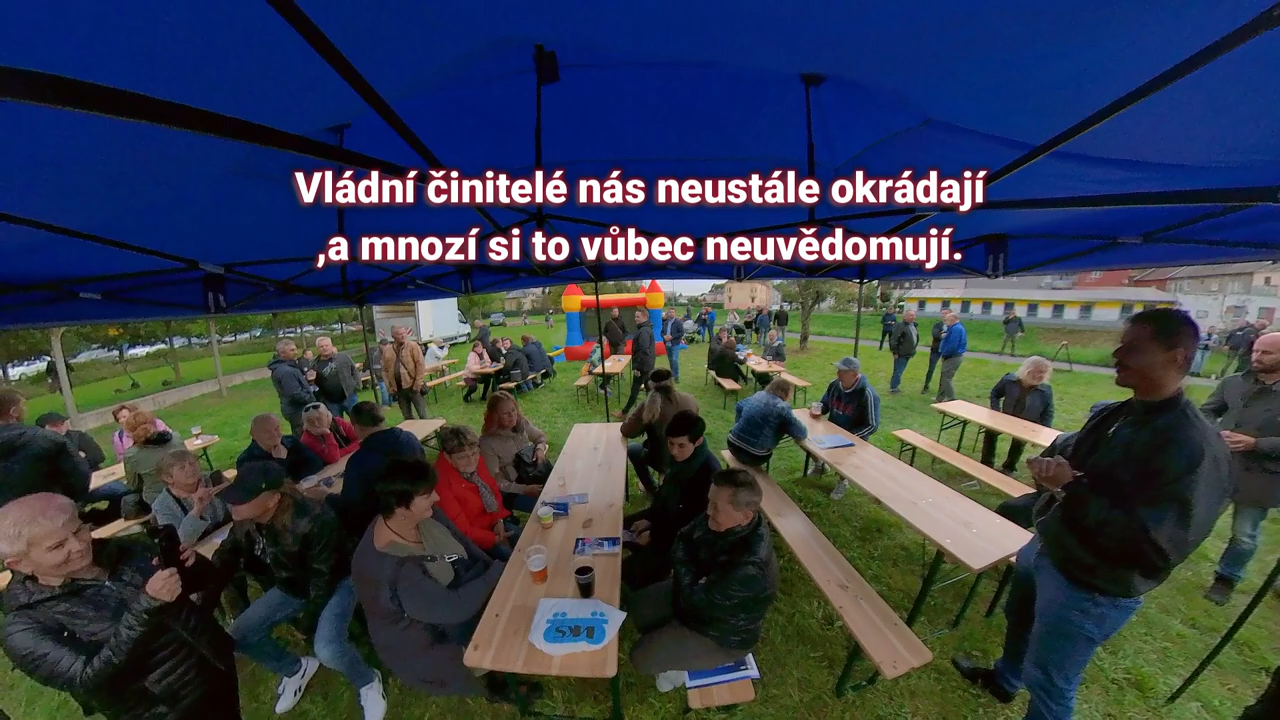 Vládní činitelé nás neustále okrádají
,a mnozí si to vůbec neuvědomují.